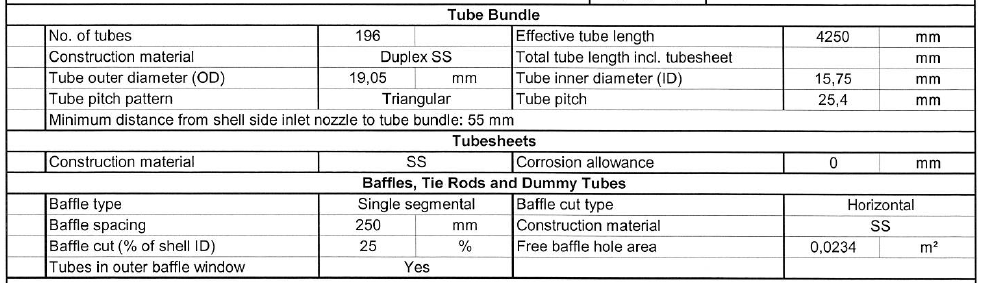 Tube Bundle
No. of tubes 196 Effective tube length 4250 mm
Construction material Duplex SS Total tube length incl. tubesheet mm
Tube outer diameter (OD) 19,05 mm Tube inner diameter (ID) 15,75 mm
Tube pitch pattern Triangular Tube pitch 25,4 mm
Minimum distance from shell side inlet nozzle to tube bundle: 55 mm
Tubesheets
Construction material SS Corrosion allowance 0 mm
Baffles, Tie Rods and Dummy Tubes
Baffle type Single segmental Baffle cut type Horizontal
Baffle spacing 250 mm Construction material SS
Baffle cut (% of shell ID) 25 % Free baffle hole area 0,0234 m²
Tubes in outer baffle window Yes